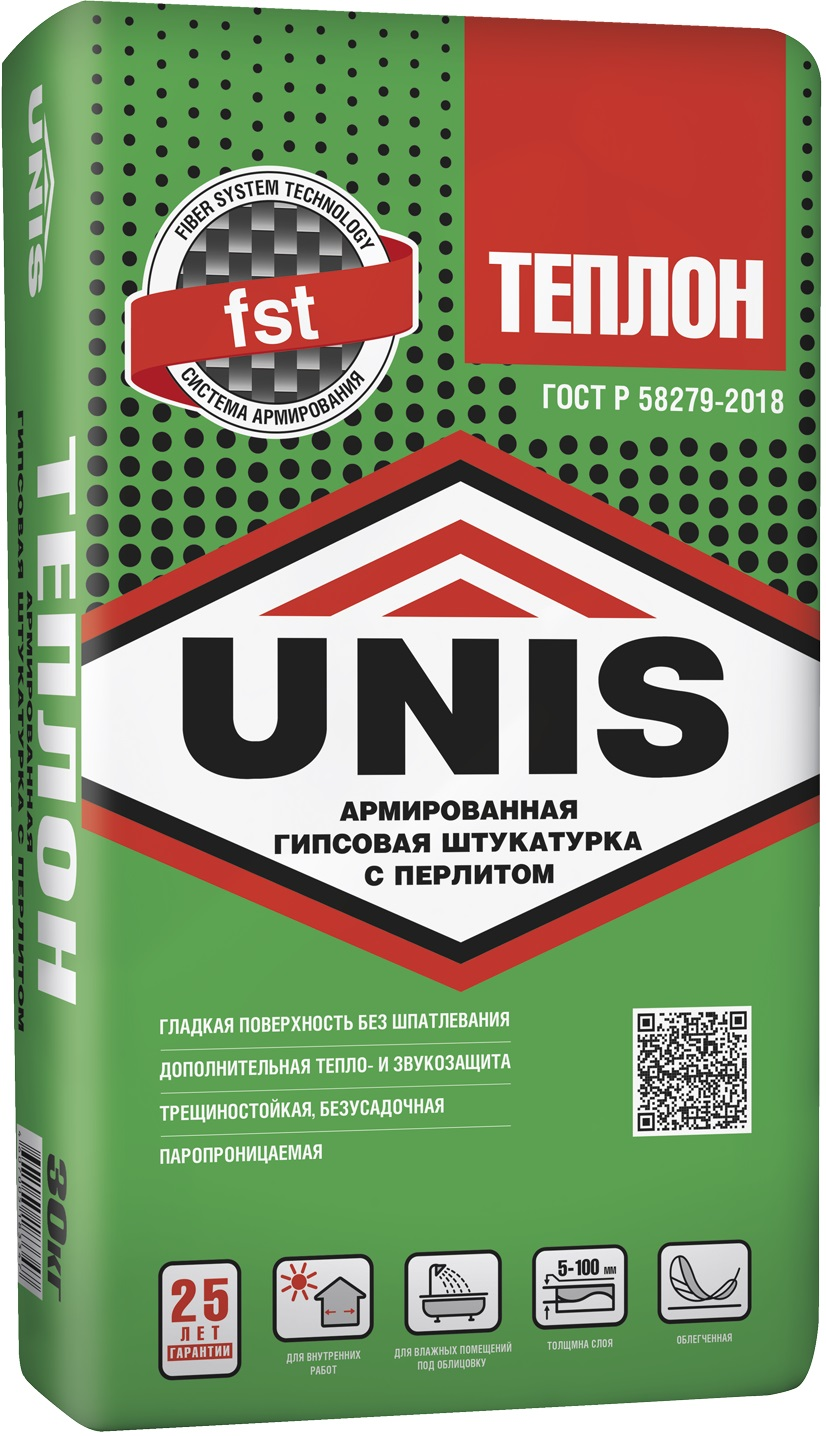 FIBER SYSTEM TECHNOLOGY
fst
СИСТЕМА АРМИРОВАНИЯ
ТЕПЛОН
ГОСТ Р 58279-2018
UNIS
АРМИРОВАННАЯ
ГИПСОВАЯ ШТУКАТУРКА
С ПЕРЛИТОМ
ГЛАДКАЯ ПОВЕРХНОСТЬ БЕЗ ШПАТЛЕВАНИЯ
ДОПОЛНИТЕЛЬНАЯ ТЕПЛО- И ЗВУКОЗАЩИТА
ТРЕЩИНОСТОЙКАЯ, БЕЗУСАДОЧНАЯ
ПАРОПРОНИЦАЕМАЯ
25
ЛЕТ
ГАРАНТИИ
ДЛЯ ВНУТРЕННИХ
РАБОТ
ДЛЯ ВЛАЖНЫХ ПОМЕЩЕНИЙ
ПОД ОБЛИЦОВКУ
5-100 мм
ТОЛЩМНА СЛОЯ
ОБЛЕГЧЕННАЯ
UNIS
ТЕПЛОН
АРМИРОВАННАЯ
ГИПСОВАЯ ШТУКАТУРКА С ПЕРЛИТОМ
30кг